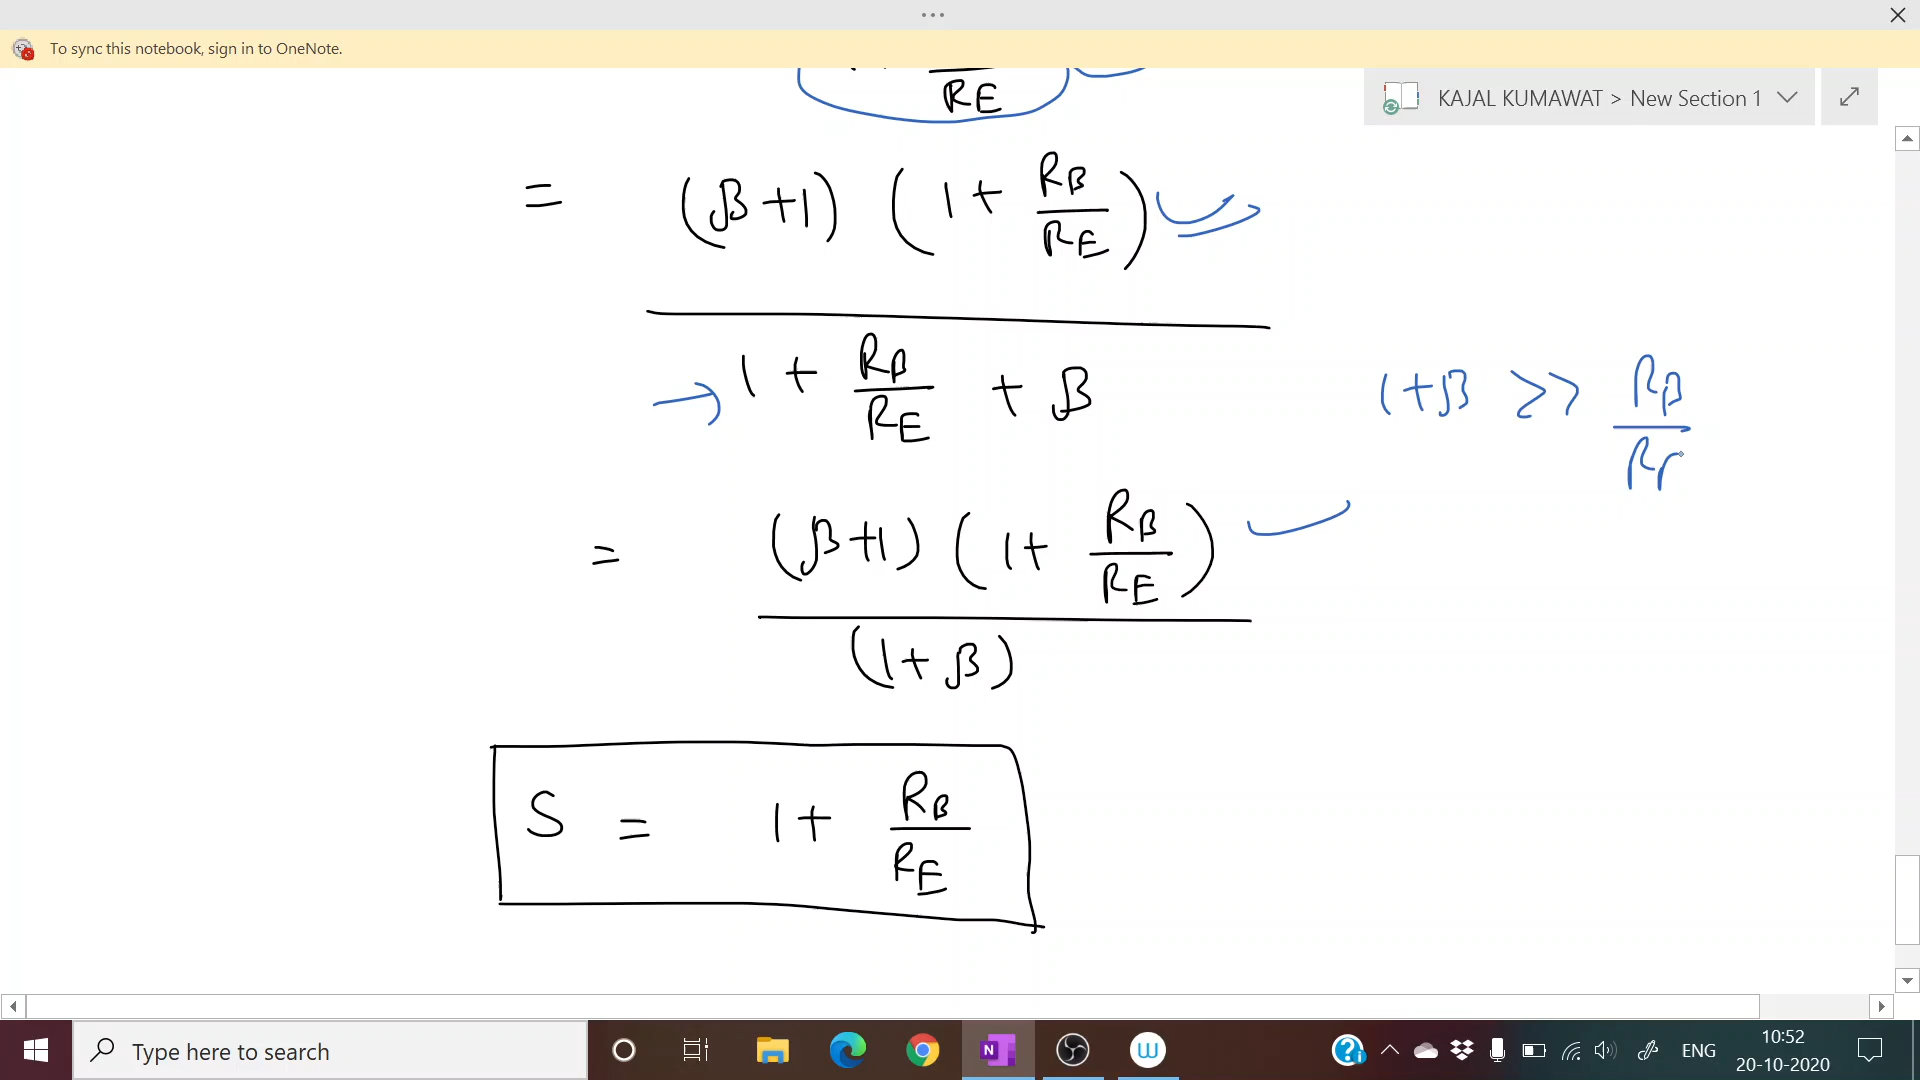 To sync this notebook, sign in to OneNote.
KAJAL KUMAWAT > New Section 1
RE
= (β+1) (1 + RB/RE)
1 + RB/RE + β
1+β >> RB/R
= (β+1) (1+ RB/RE)
(1+β)
S = 1+ RB/RE
Type here to search
ENG
10:52
20-10-2020